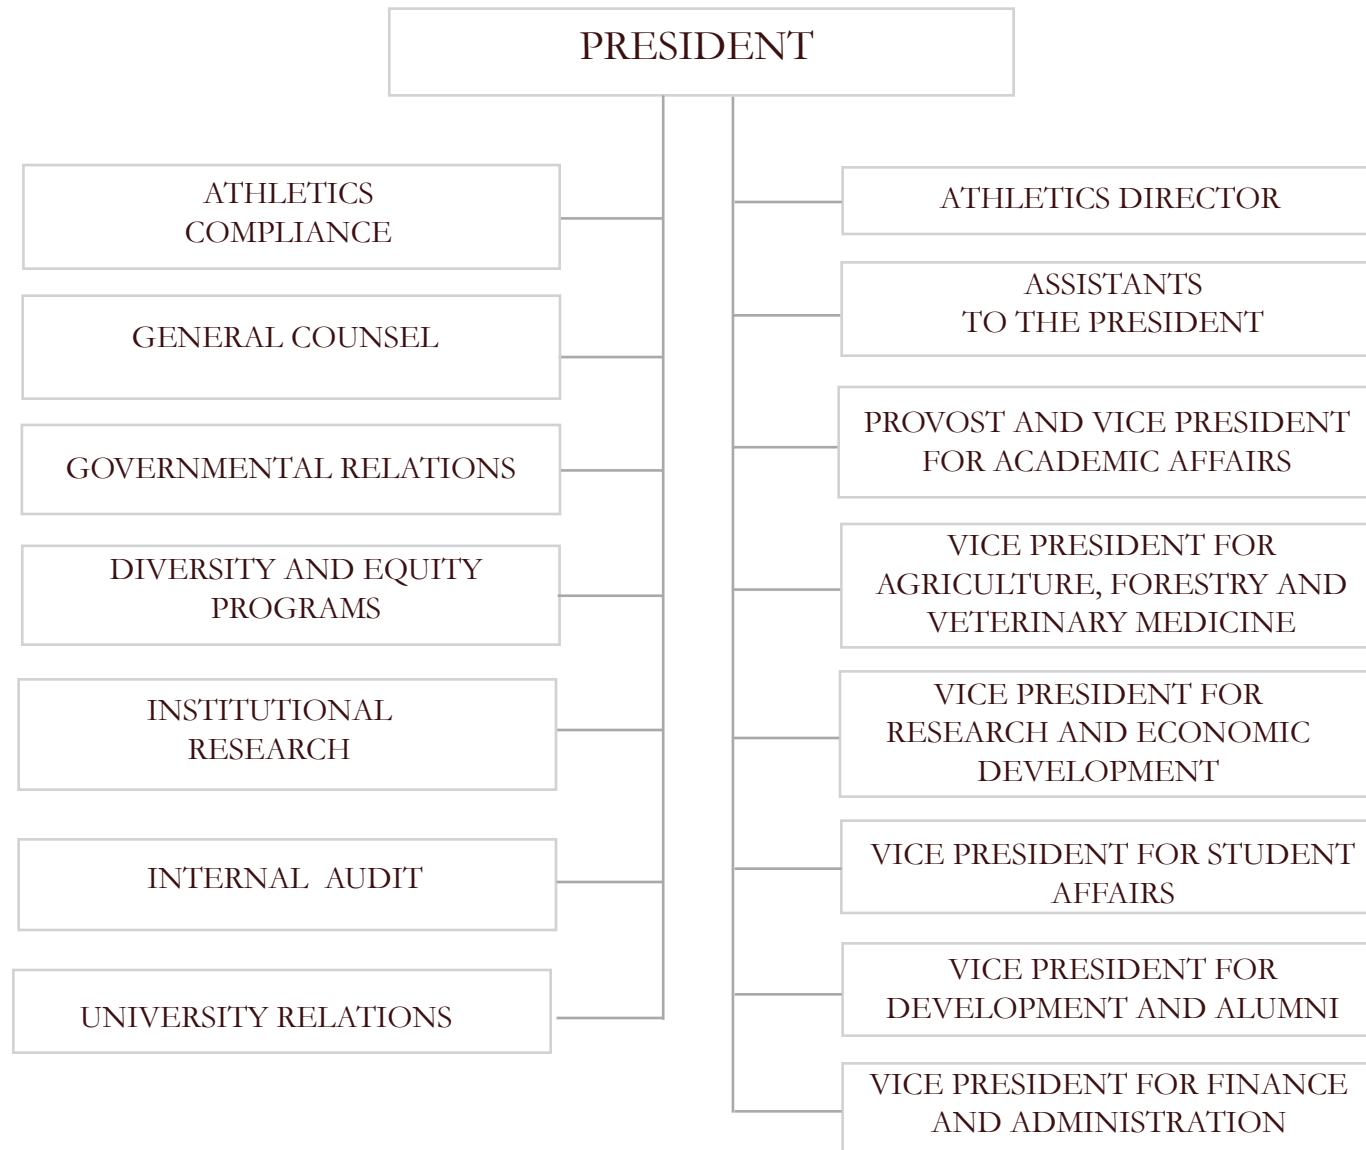 PRESIDENT
ATHLETICS
COMPLIANCE
GENERAL COUNSEL
GOVERNMENTAL RELATIONS
DIVERSITY AND EQUITY
PROGRAMS
INSTITUTIONAL
RESEARCH
INTERNAL AUDIT
UNIVERSITY RELATIONS
ATHLETICS DIRECTOR
ASSISTANTS
TO THE PRESIDENT
PROVOST AND VICE PRESIDENT
FOR ACADEMIC AFFAIRS
VICE PRESIDENT FOR
AGRICULTURE, FORESTRY AND
VETERINARY MEDICINE
VICE PRESIDENT FOR
RESEARCH AND ECONOMIC
DEVELOPMENT
VICE PRESIDENT FOR STUDENT
AFFAIRS
VICE PRESIDENT FOR
DEVELOPMENT AND ALUMNI
VICE PRESIDENT FOR FINANCE
AND ADMINISTRATION